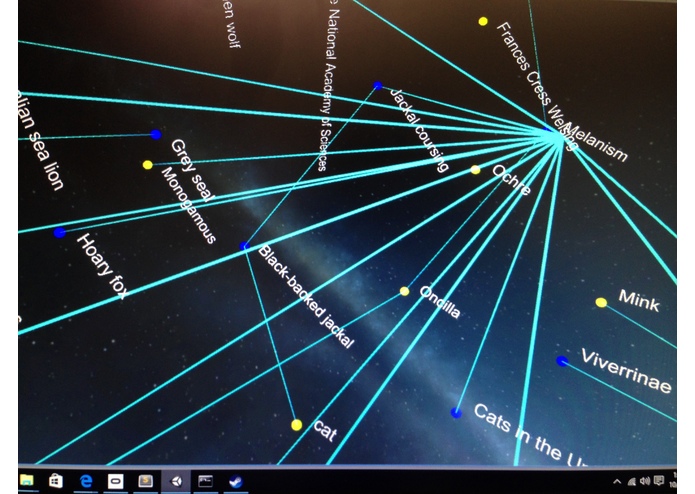 en wolf
e National Academy of Sciences
Frances Cress Welsing
Melanism
Jackal coursing
lian sea lion
Grey seal
Monogamous
Ochre
Hoary fox
Black-backed jackal
Oncilla
Mink
Viverrinae
cat
Cats in the U